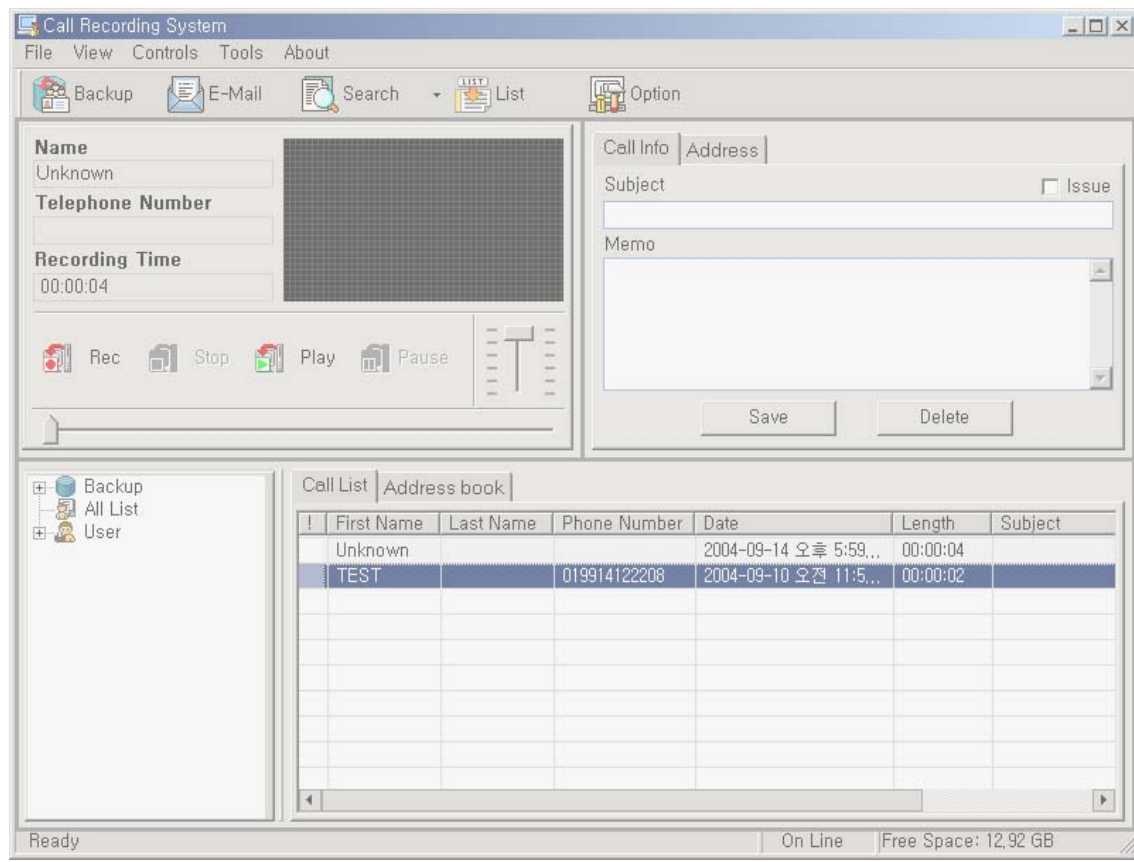 Call Recording System
File View Controls Tools About
Backup E-Mail Search List Option
Name
Unknown
Telephone Number
Recording Time
00:00:04
Rec Stop Play Pause
Call Info Address
Subject Issue
Memo
Save Delete
Backup
All List
User
Call List Address book
! First Name Last Name Phone Number Date Length Subject
Unknown 2004-09-14 오후 5:59... 00:00:04
TEST 019914122208 2004-09-10 오전 11:5... 00:00:02
Ready On Line Free Space: 12,92 GB